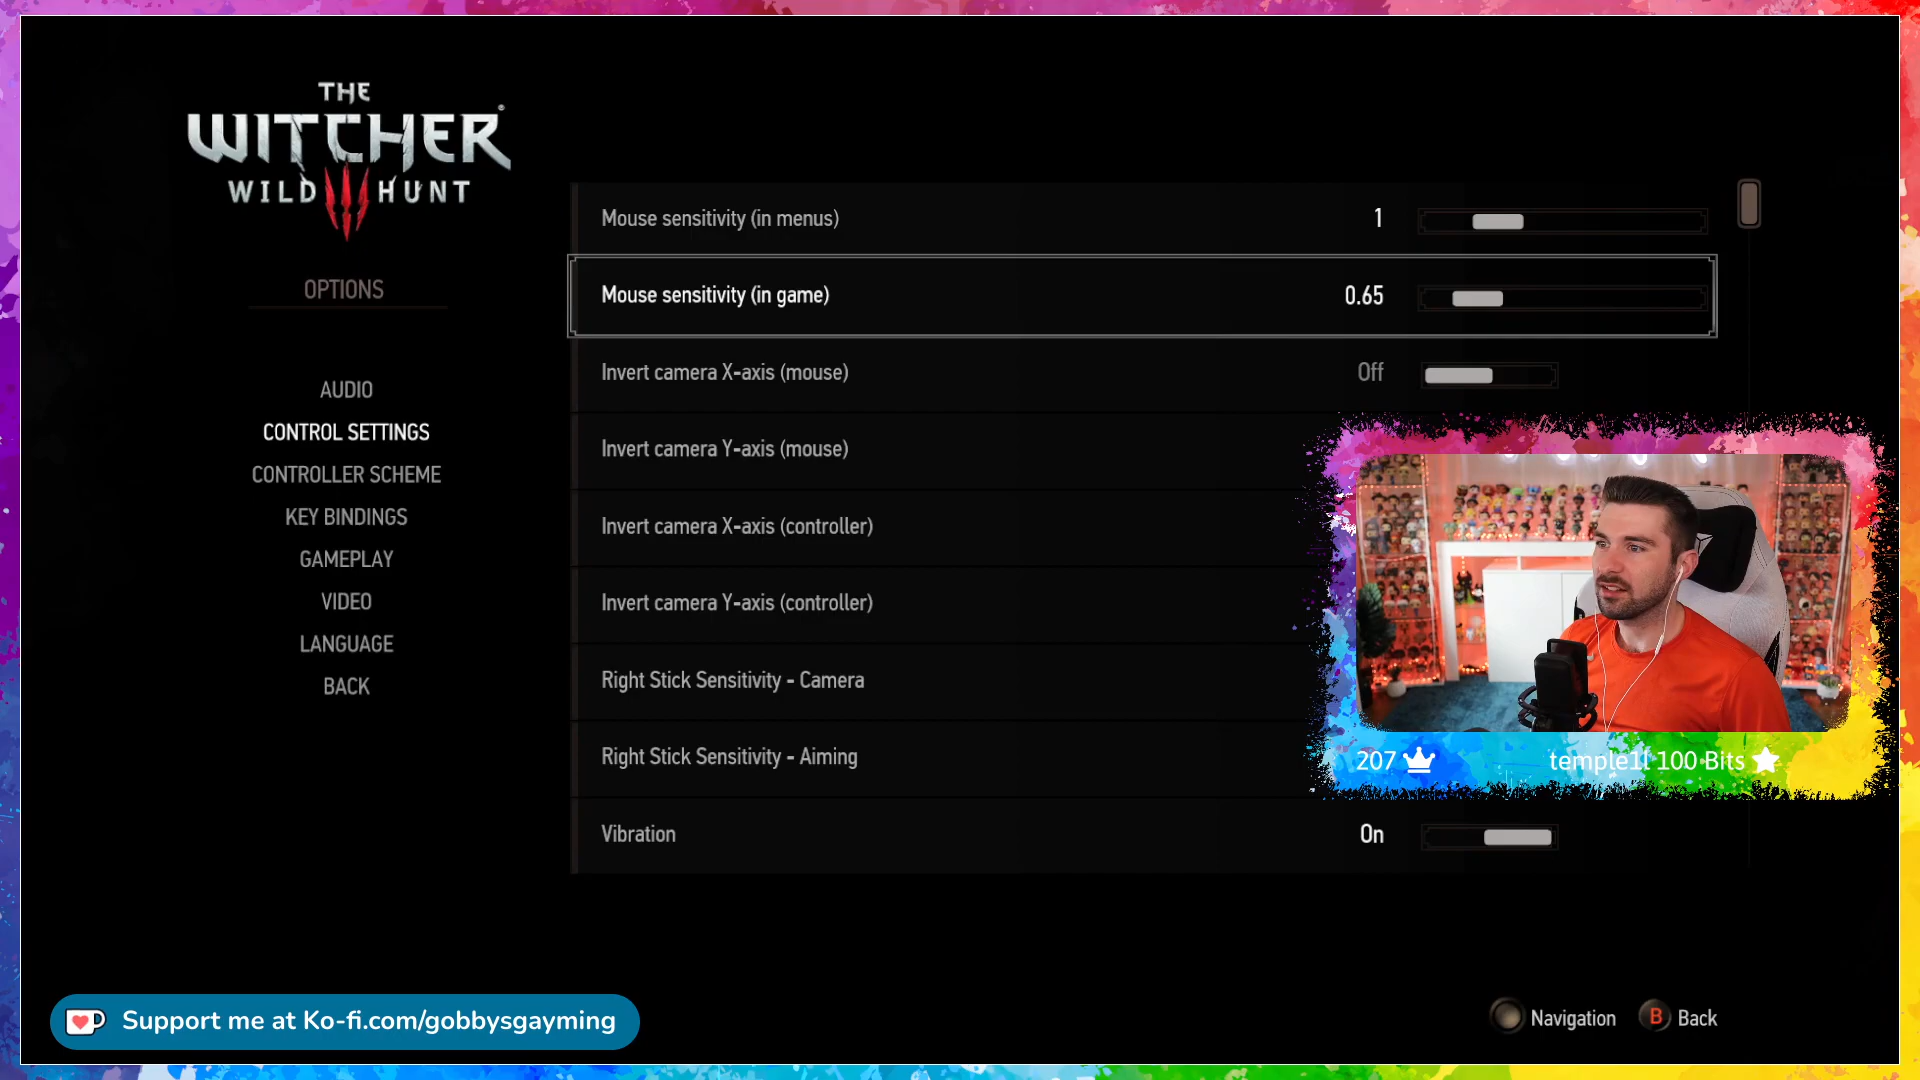 THE
WITCHER
WILD HUNT
OPTIONS
AUDIO
CONTROL SETTINGS
CONTROLLER SCHEME
KEY BINDINGS
GAMEPLAY
VIDEO
LANGUAGE
BACK
Mouse sensitivity (in menus) 1
Mouse sensitivity (in game) 0.65
Invert camera X-axis (mouse) Off
Invert camera Y-axis (mouse)
Invert camera X-axis (controller)
Invert camera Y-axis (controller)
Right Stick Sensitivity - Camera
Right Stick Sensitivity - Aiming
Vibration On
207 temple1l 100 Bits
Support me at Ko-fi.com/gobbysgayming
Navigation B Back